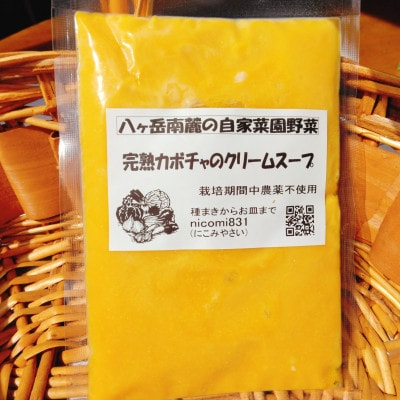 八ヶ岳南麓の自家菜園野菜
完熟カボチャのクリームスープ
栽培期間中農薬不使用
種まきからお皿まで
nicomi831
(にこみやさい)